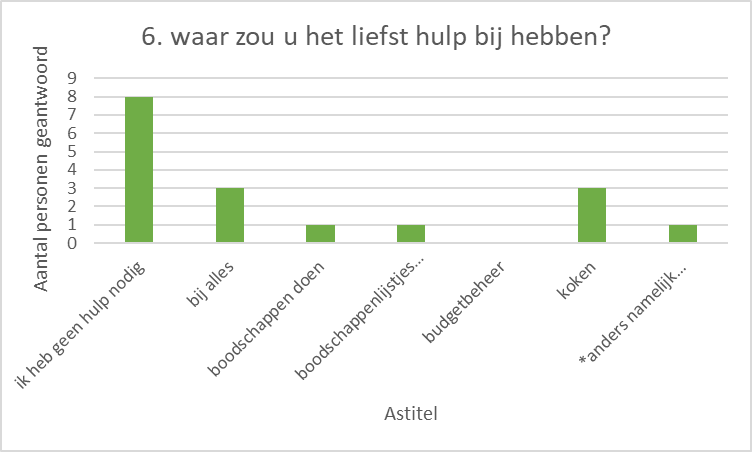 6. waar zou u het liefst hulp bij hebben?
Aantal personen geantwoord
9
8
7
6
5
4
3
2
1
0
ik heb geen hulp nodig
bij alles
boodschappen doen
boodschappenlijstjes...
budgetbeheer
koken
*anders namelijk...
Astitel